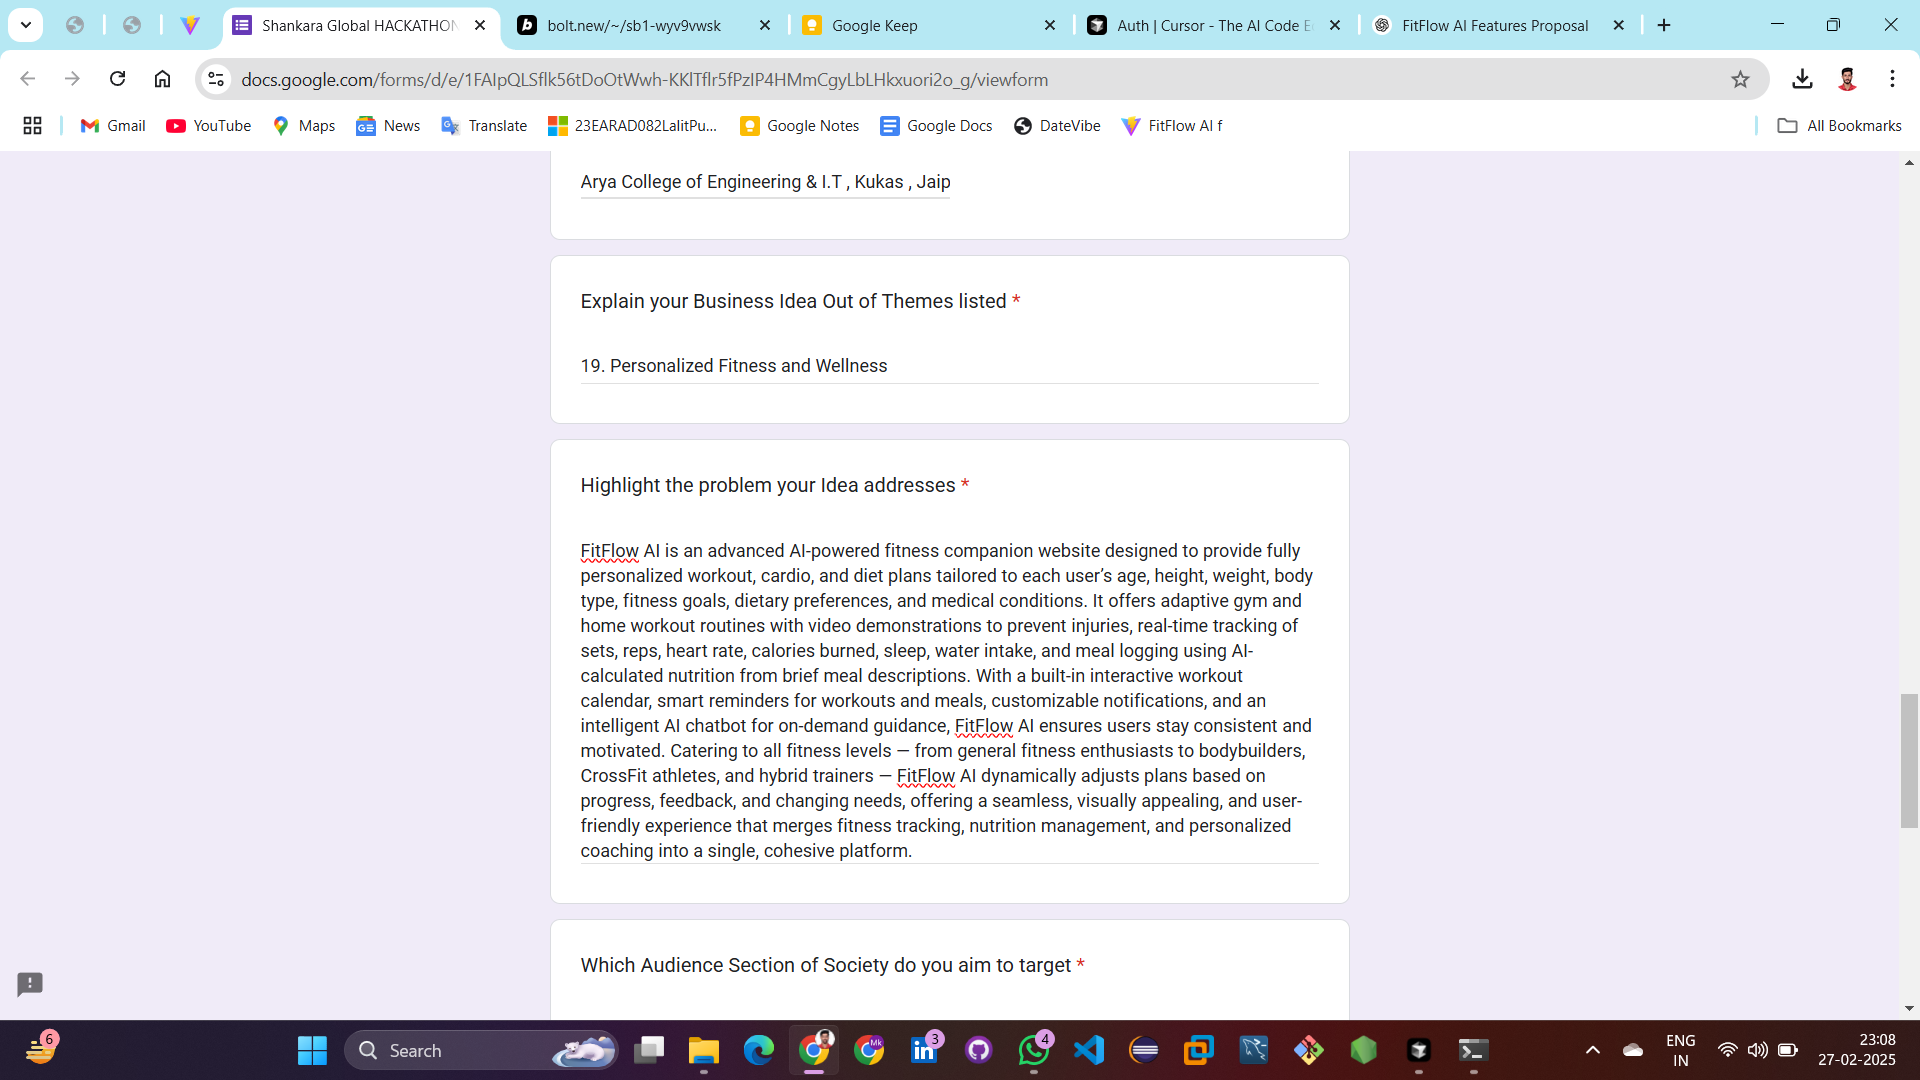 Shankara Global HACKATHON
bolt.new/~/sb1-wyv9vwsk
Google Keep
Auth | Cursor - The AI Code E
FitFlow AI Features Proposal
docs.google.com/forms/d/e/1FAIpQLSflk56tDoOtWwh-KKlTflr5fPzIP4HMmCgyLbLHkxuori2o_g/viewform
Gmail
YouTube
Maps
News
Translate
23EARAD082LalitPu...
Google Notes
Google Docs
DateVibe
FitFlow AI f
All Bookmarks
Arya College of Engineering & I.T , Kukas , Jaip
Explain your Business Idea Out of Themes listed *
19. Personalized Fitness and Wellness
Highlight the problem your Idea addresses *
FitFlow AI is an advanced AI-powered fitness companion website designed to provide fully
personalized workout, cardio, and diet plans tailored to each user’s age, height, weight, body
type, fitness goals, dietary preferences, and medical conditions. It offers adaptive gym and
home workout routines with video demonstrations to prevent injuries, real-time tracking of
sets, reps, heart rate, calories burned, sleep, water intake, and meal logging using AI-
calculated nutrition from brief meal descriptions. With a built-in interactive workout
calendar, smart reminders for workouts and meals, customizable notifications, and an
intelligent AI chatbot for on-demand guidance, FitFlow AI ensures users stay consistent and
motivated. Catering to all fitness levels — from general fitness enthusiasts to bodybuilders,
CrossFit athletes, and hybrid trainers — FitFlow AI dynamically adjusts plans based on
progress, feedback, and changing needs, offering a seamless, visually appealing, and user-
friendly experience that merges fitness tracking, nutrition management, and personalized
coaching into a single, cohesive platform.
Which Audience Section of Society do you aim to target *
6
Search
Mk
3
4
ENG
IN
23:08
27-02-2025